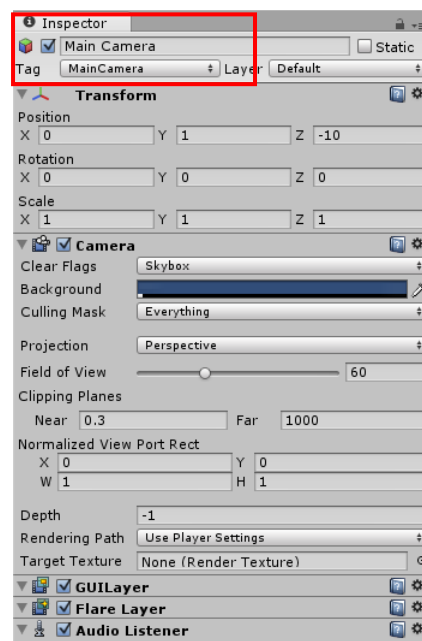 Inspector
Main Camera Static
Tag MainCamera Layer Default
Transform
Position
X 0 Y 1 Z -10
Rotation
X 0 Y 0 Z 0
Scale
X 1 Y 1 Z 1
Camera
Clear Flags Skybox
Background
Culling Mask Everything
Projection Perspective
Field of View 60
Clipping Planes
Near 0.3 Far 1000
Normalized View Port Rect
X 0 Y 0
W 1 H 1
Depth -1
Rendering Path Use Player Settings
Target Texture None (Render Texture)
GUILayer
Flare Layer
Audio Listener